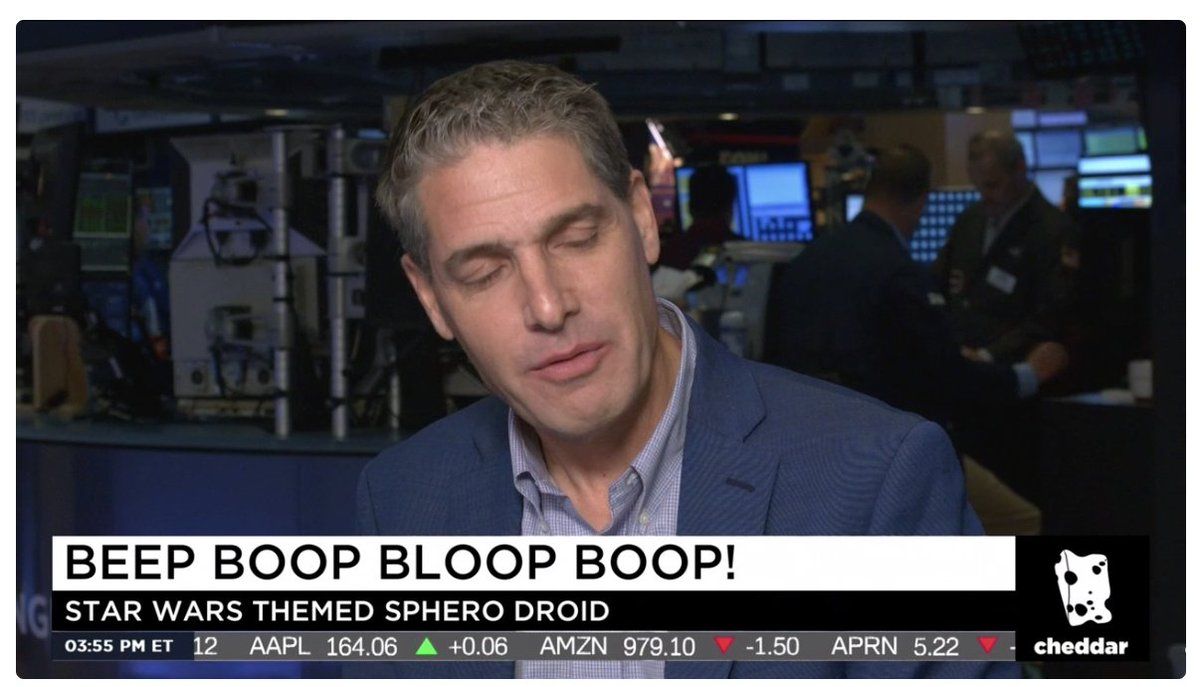 BEEP BOOP BLOOP BOOP!
STAR WARS THEMED SPHERO DROID
03:55 PM ET 12 AAPL 164.06 ▲ +0.06 AMZN 979.10 ▼ -1.50 APRN 5.22 ▼ -
cheddar